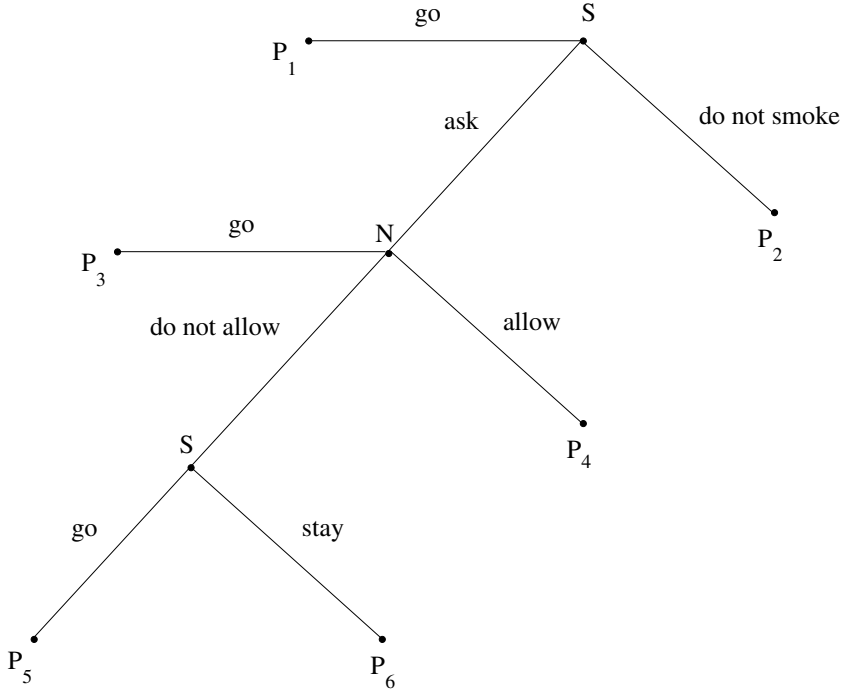 go
S
P1
ask
do not smoke
go
N
P2
P3
do not allow
allow
S
P4
go
stay
P5
P6